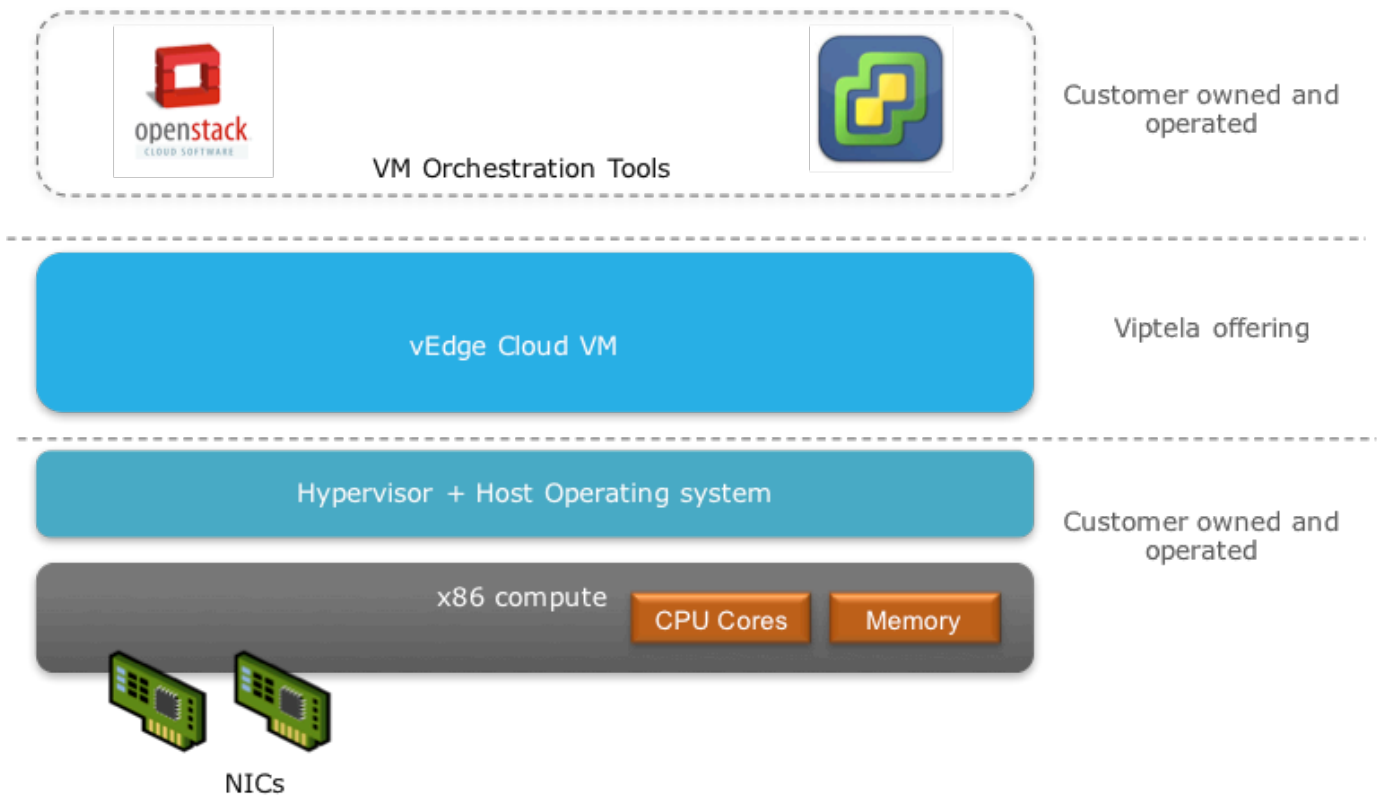 openstack
CLOUD SOFTWARE
VM Orchestration Tools
Customer owned and
operated
vEdge Cloud VM
Viptela offering
Hypervisor + Host Operating system
Customer owned and
operated
x86 compute
CPU Cores
Memory
NICs